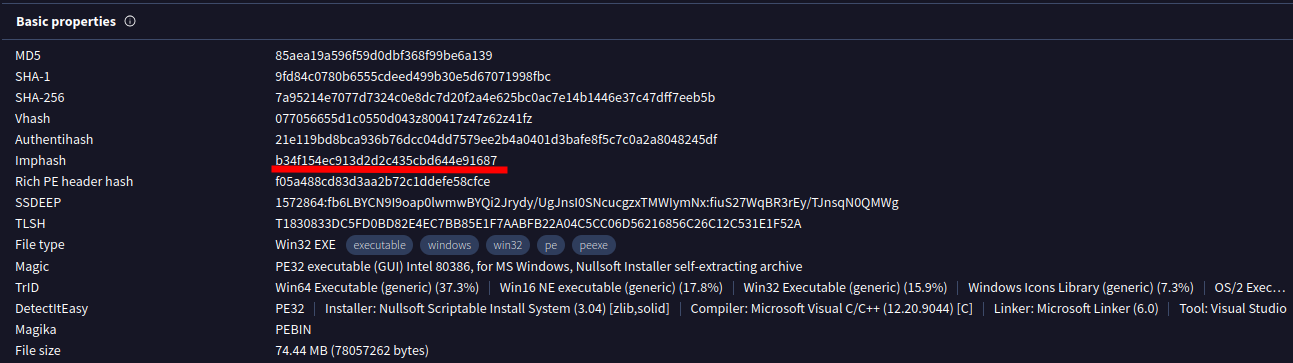 Basic properties
MD5 85aea19a596f59d0dbf368f99be6a139
SHA-1 9fd84c0780b6555cdeed499b30e5d67071998fbc
SHA-256 7a95214e7077d7324c0e8dc7d20f2a4e625bc0ac7e14b1446e37c47dff7eeb5b
Vhash 077056655d1c0550d043z800417z47z62z41fz
Authentihash 21e119bd8bca936b76dcc04dd7579ee2b4a0401d3bafe8f5c7c0a2a8048245df
Imphash b34f154ec913d2d2c435cbd644e91687
Rich PE header hash f05a488cd83d3aa2b72c1ddefe58cfce
SSDEEP 1572864:fb6LBYCN9I9oap0lwmwBYQi2Jrydy/UgJnsI0SNcucgzxTMWIymNx:fiuS27WqBR3rEy/TJnsqN0QMWg
TLSH T1830833DC5FD0BD82E4EC7BB85E1F7AABFB22A04C5CC06D56216856C26C12C531E1F52A
File type Win32 EXE executable windows win32 pe peexe
Magic PE32 executable (GUI) Intel 80386, for MS Windows, Nullsoft Installer self-extracting archive
TrID Win64 Executable (generic) (37.3%) | Win16 NE executable (generic) (17.8%) | Win32 Executable (generic) (15.9%) | Windows Icons Library (generic) (7.3%) | OS/2 Exec…
DetectItEasy PE32 | Installer: Nullsoft Scriptable Install System (3.04) [zlib,solid] | Compiler: Microsoft Visual C/C++ (12.20.9044) [C] | Linker: Microsoft Linker (6.0) | Tool: Visual Studio
Magika PEBIN
File size 74.44 MB (78057262 bytes)